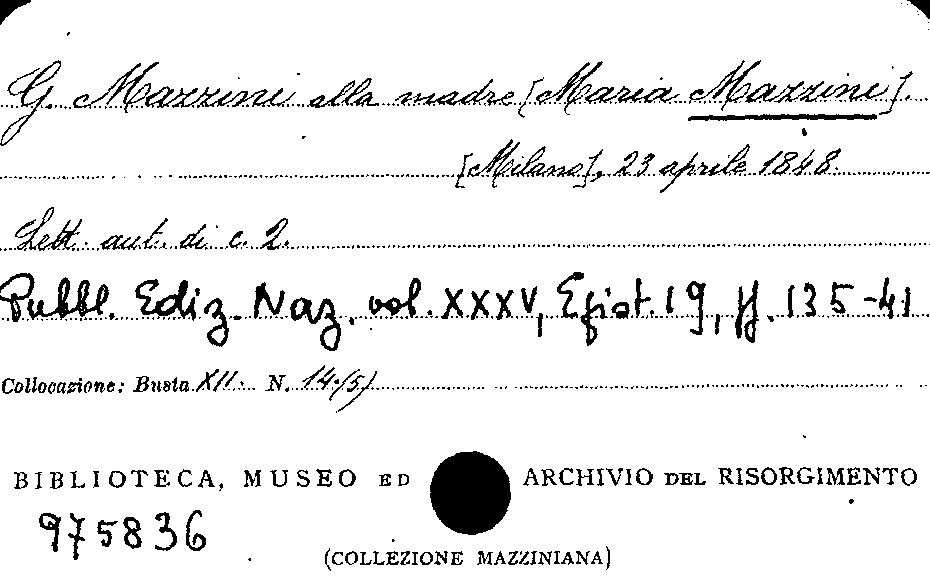 G. Mazzini alla madre [Maria Mazzini].
[Milano], 23 aprile 1848.
Lett. aut. di c. 2.
Pubbl. Ediz. Naz. vol. XXXV, Epist. 19, pp. 135-41
Collocazione: Busta XII. N. 14.(5)
BIBLIOTECA, MUSEO ED ARCHIVIO DEL RISORGIMENTO
975836
(COLLEZIONE MAZZINIANA)